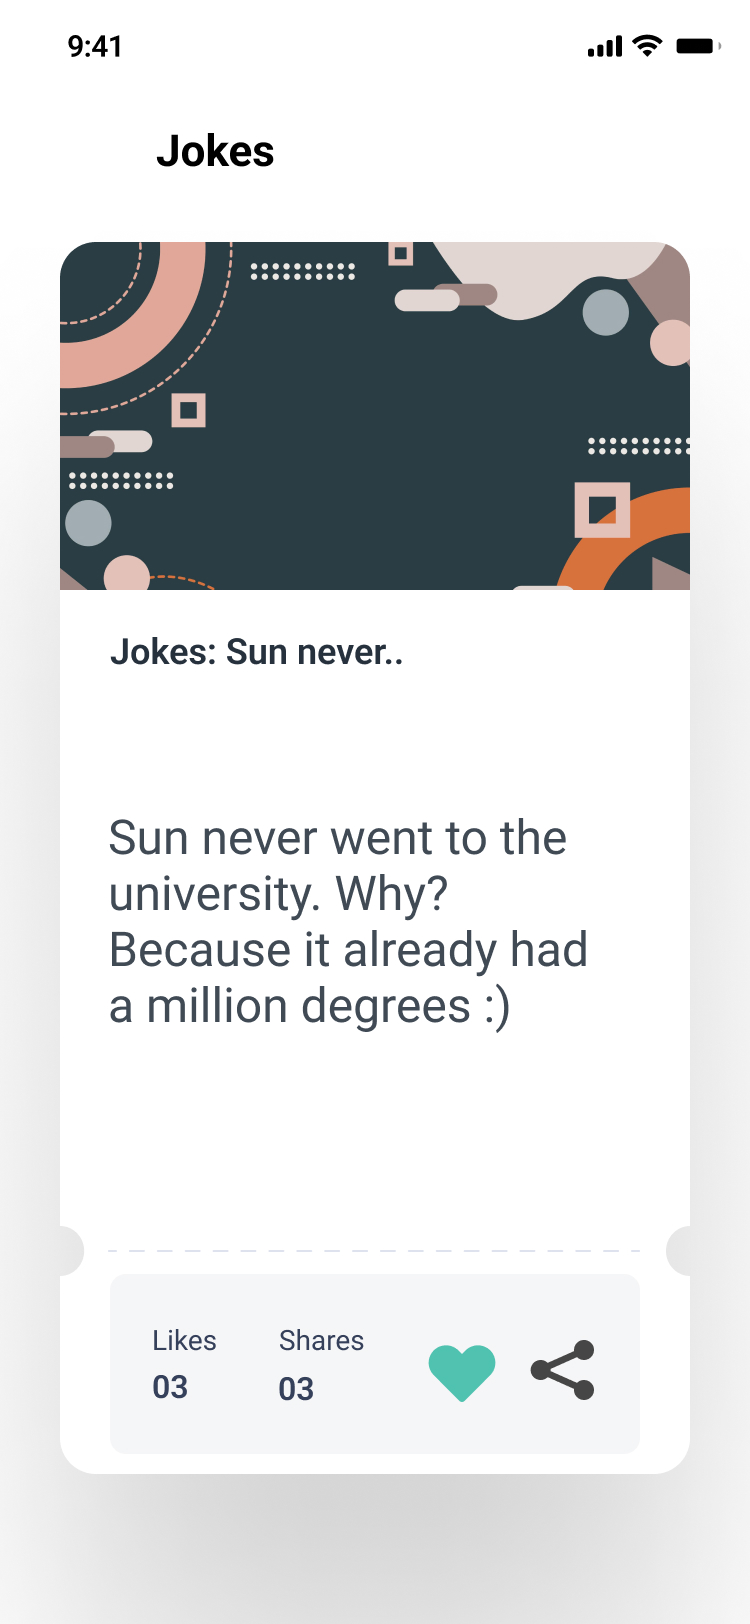 9:41
Jokes
Jokes: Sun never..
Sun never went to the
university. Why?
Because it already had
a million degrees :)
Likes
Shares
03
03